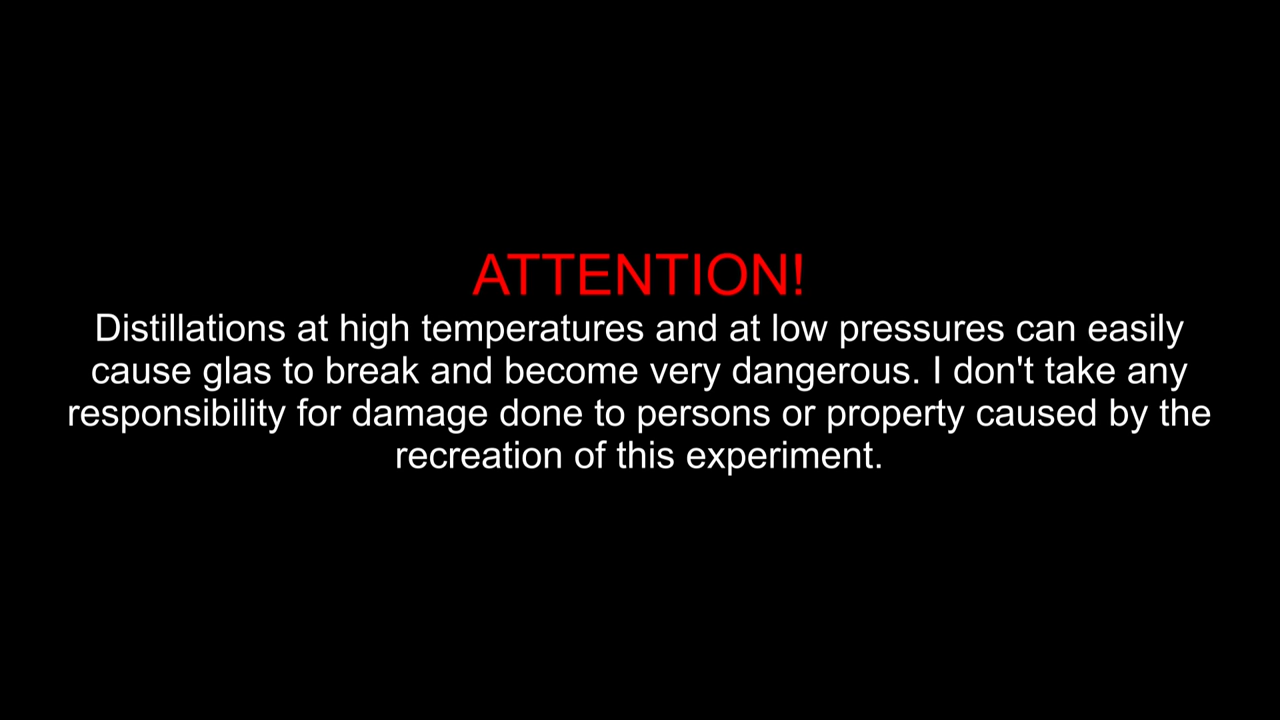 ATTENTION!
Distillations at high temperatures and at low pressures can easily
cause glas to break and become very dangerous. I don't take any
responsibility for damage done to persons or property caused by the
recreation of this experiment.